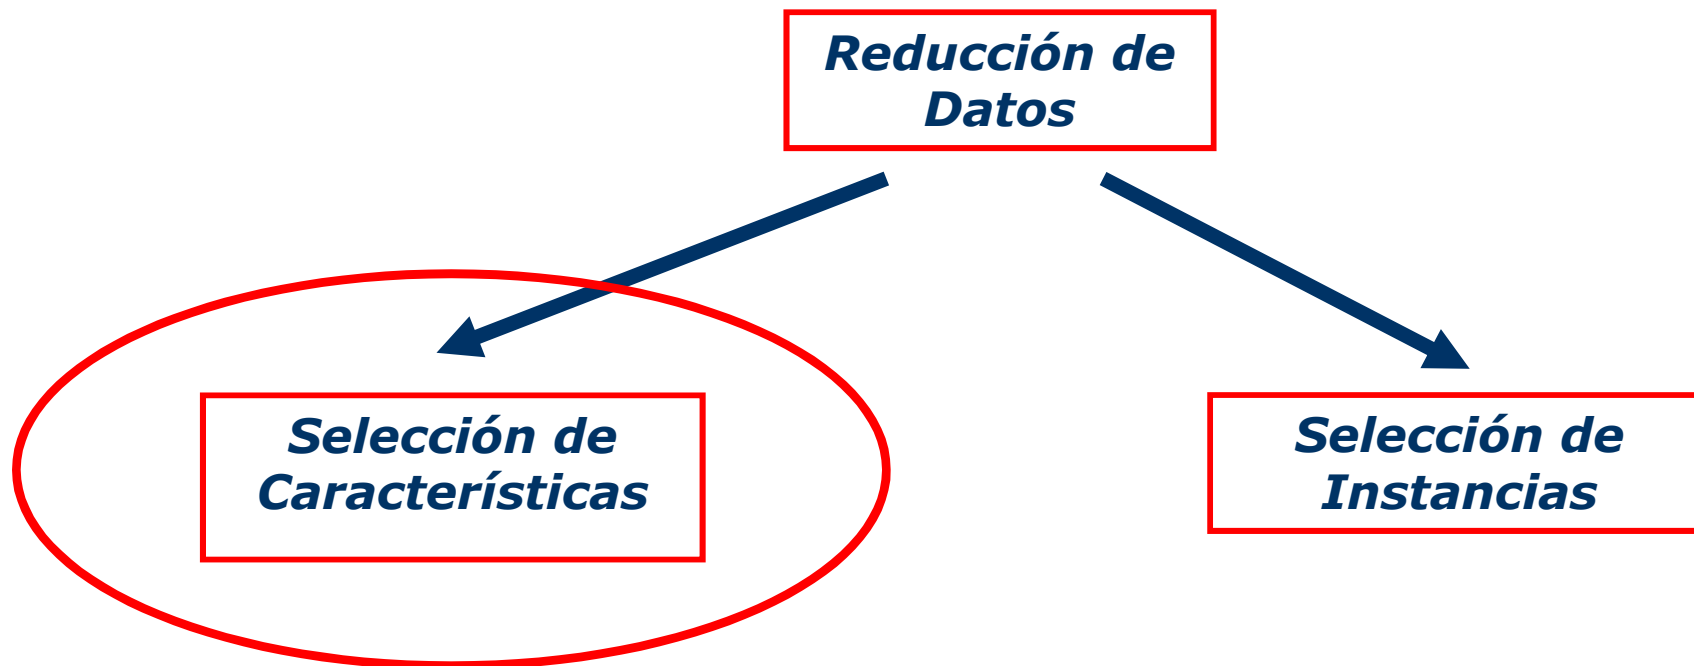 Reducción de
Datos
Selección de
Características
Selección de
Instancias